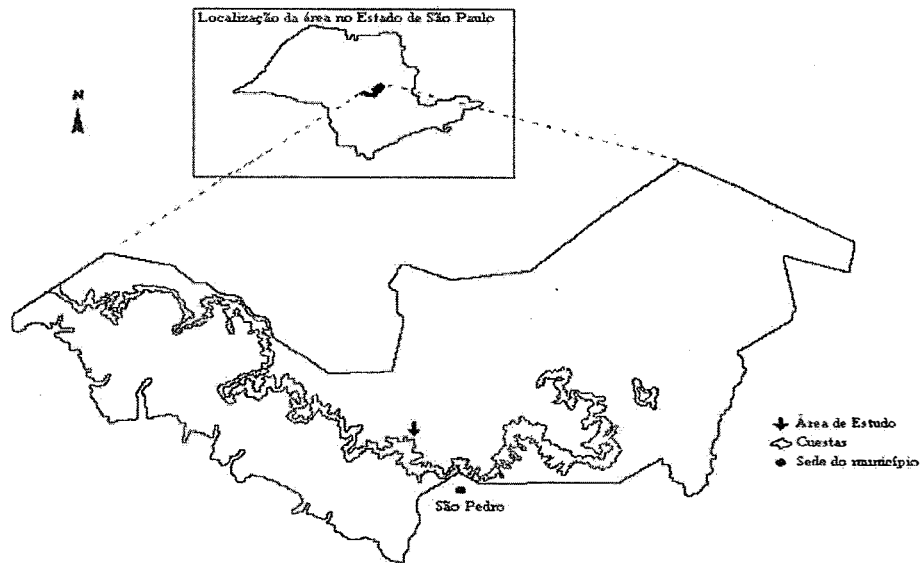 Localização da área no Estado de São Paulo
N
Área de Estudo
Cuestas
Sede do município
São Pedro